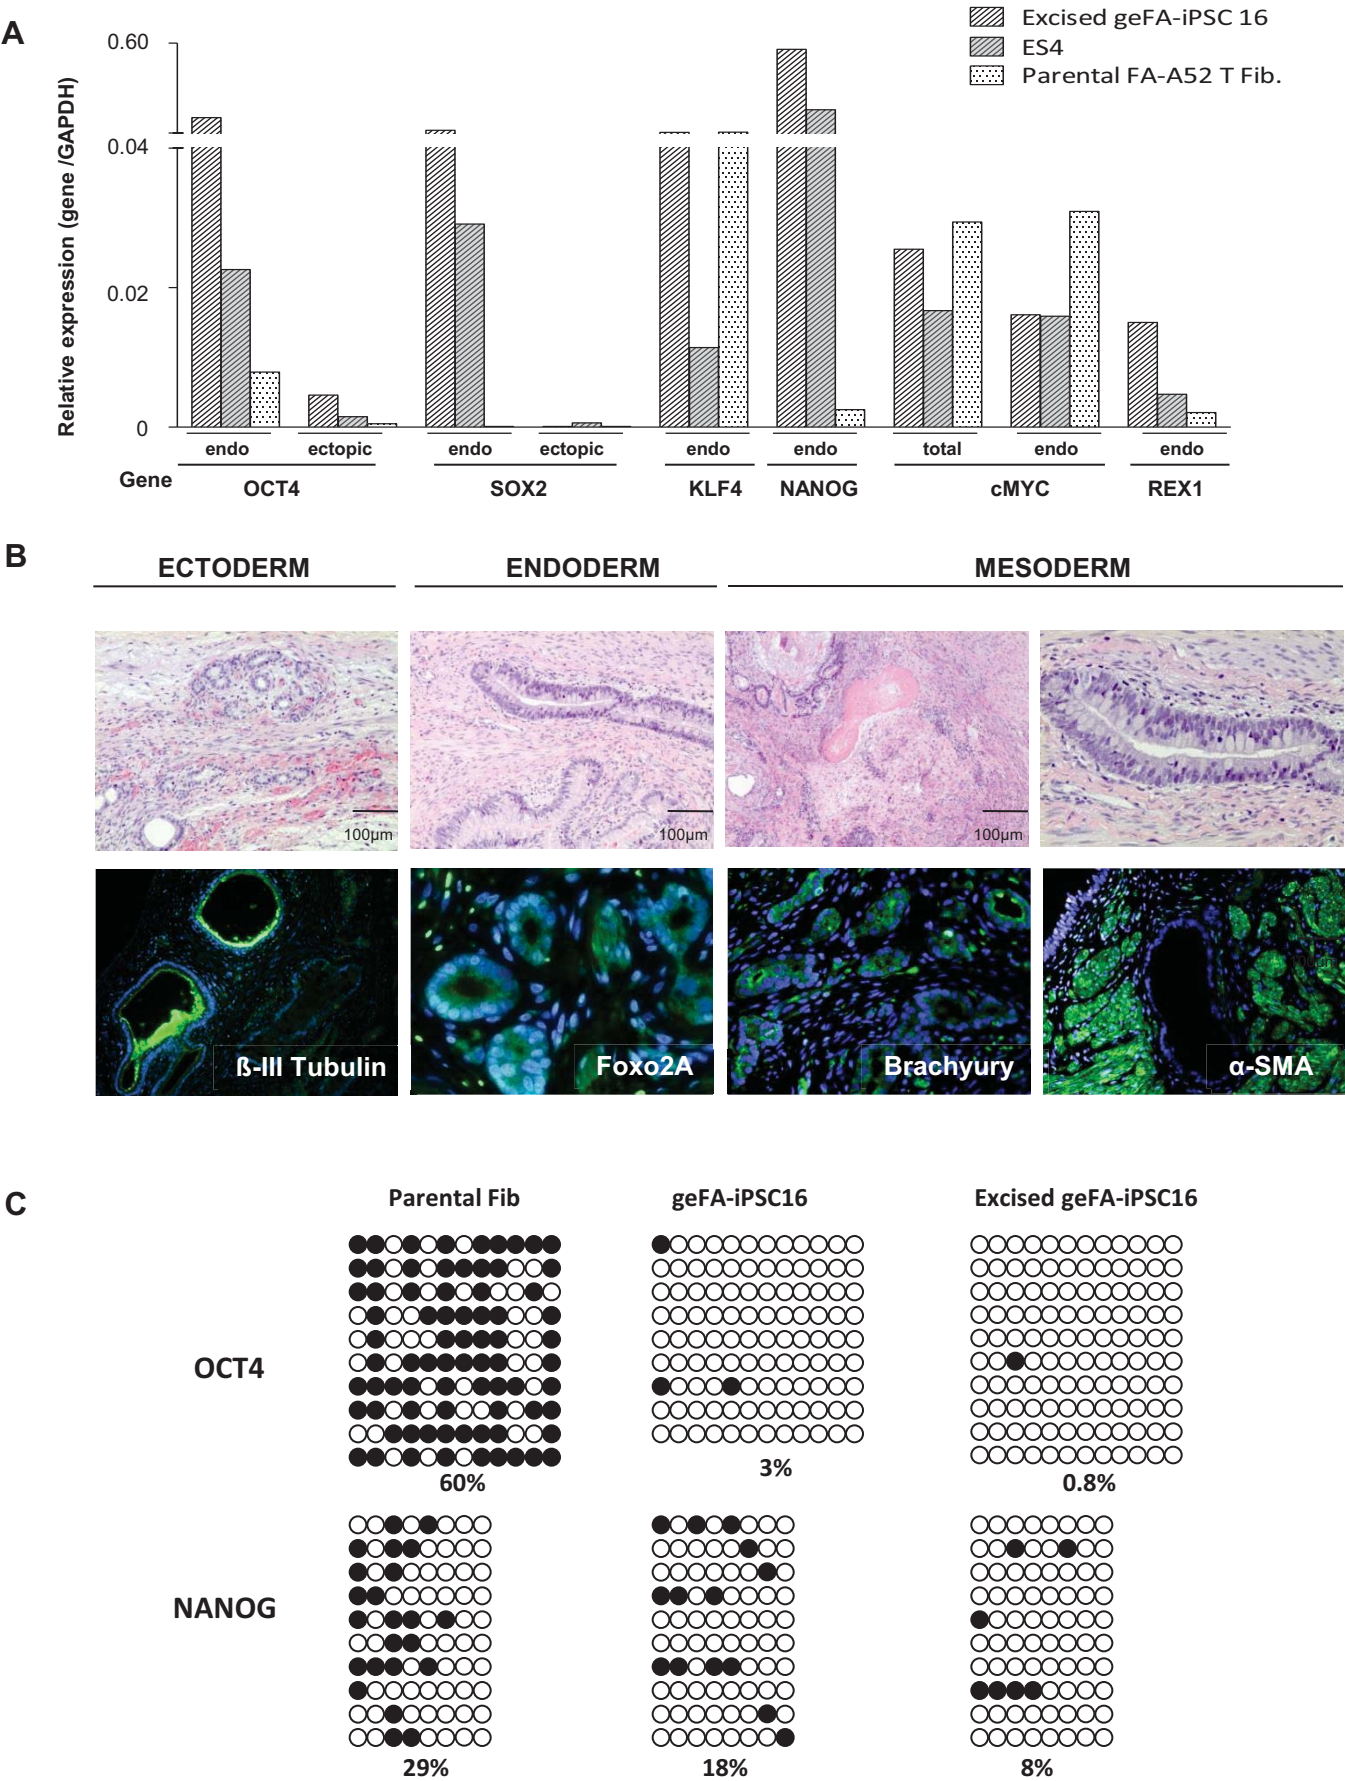 A
Excised geFA-iPSC 16
ES4
Parental FA-A52 T Fib.
Relative expression (gene /GAPDH)
0.60
0.04
0.02
0
endo ectopic endo ectopic endo endo total endo endo
Gene OCT4 SOX2 KLF4 NANOG cMYC REX1
B
ECTODERM ENDODERM MESODERM
100µm 100µm 100µm
ß-III Tubulin Foxo2A Brachyury α-SMA
C
Parental Fib geFA-iPSC16 Excised geFA-iPSC16
OCT4
60% 3% 0.8%
NANOG
29% 18% 8%